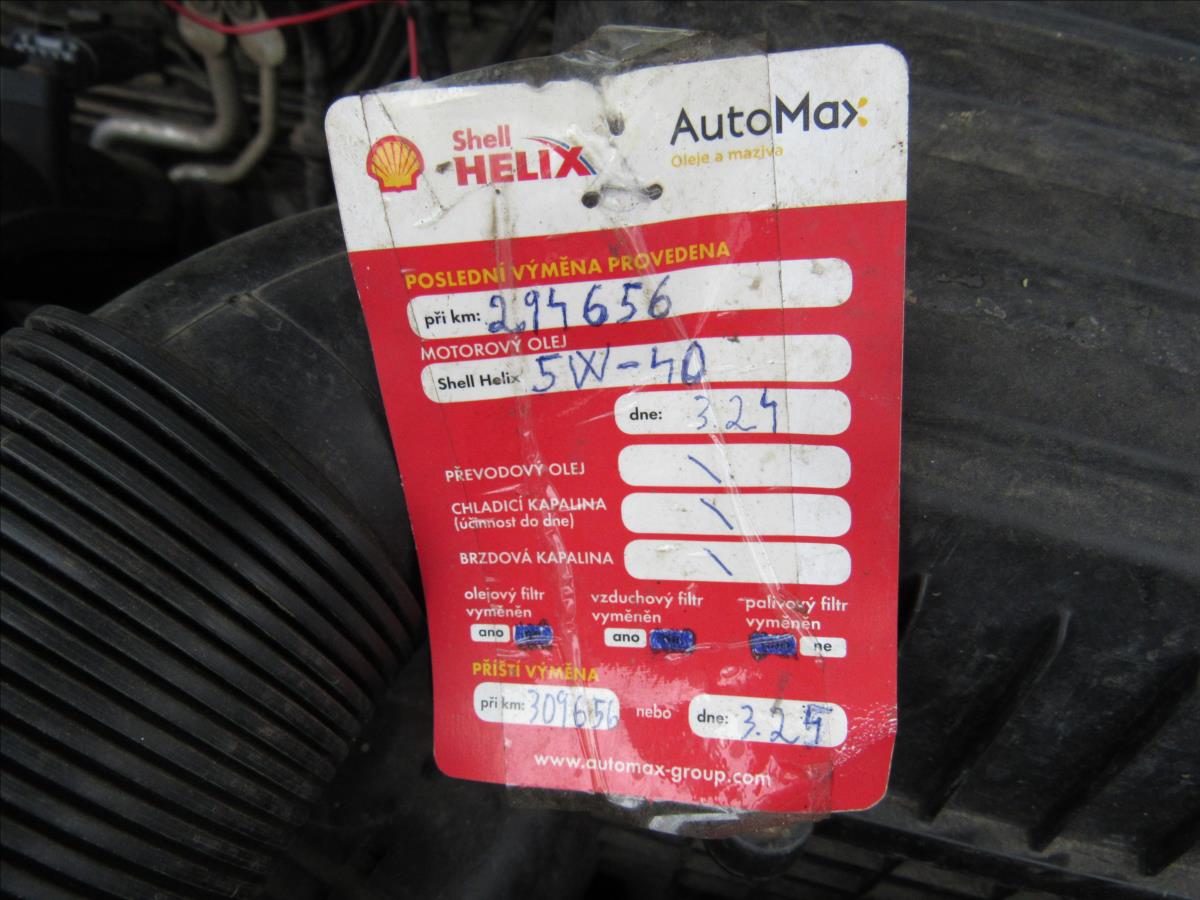 Shell
HELIX
AutoMax
Oleje a maziva
POSLEDNÍ VÝMĚNA PROVEDENA
při km: 294656
MOTOROVÝ OLEJ
Shell Helix 5W-40
dne: 3.24
PŘEVODOVÝ OLEJ \
CHLADICÍ KAPALINA \
(účinnost do dne)
BRZDOVÁ KAPALINA \
olejový filtr
vyměněn
ano
vzduchový filtr
vyměněn
ano
palivový filtr
vyměněn
ne
PŘÍŠTÍ VÝMĚNA
při km: 309656 nebo dne: 3.25
www.automax-group.com